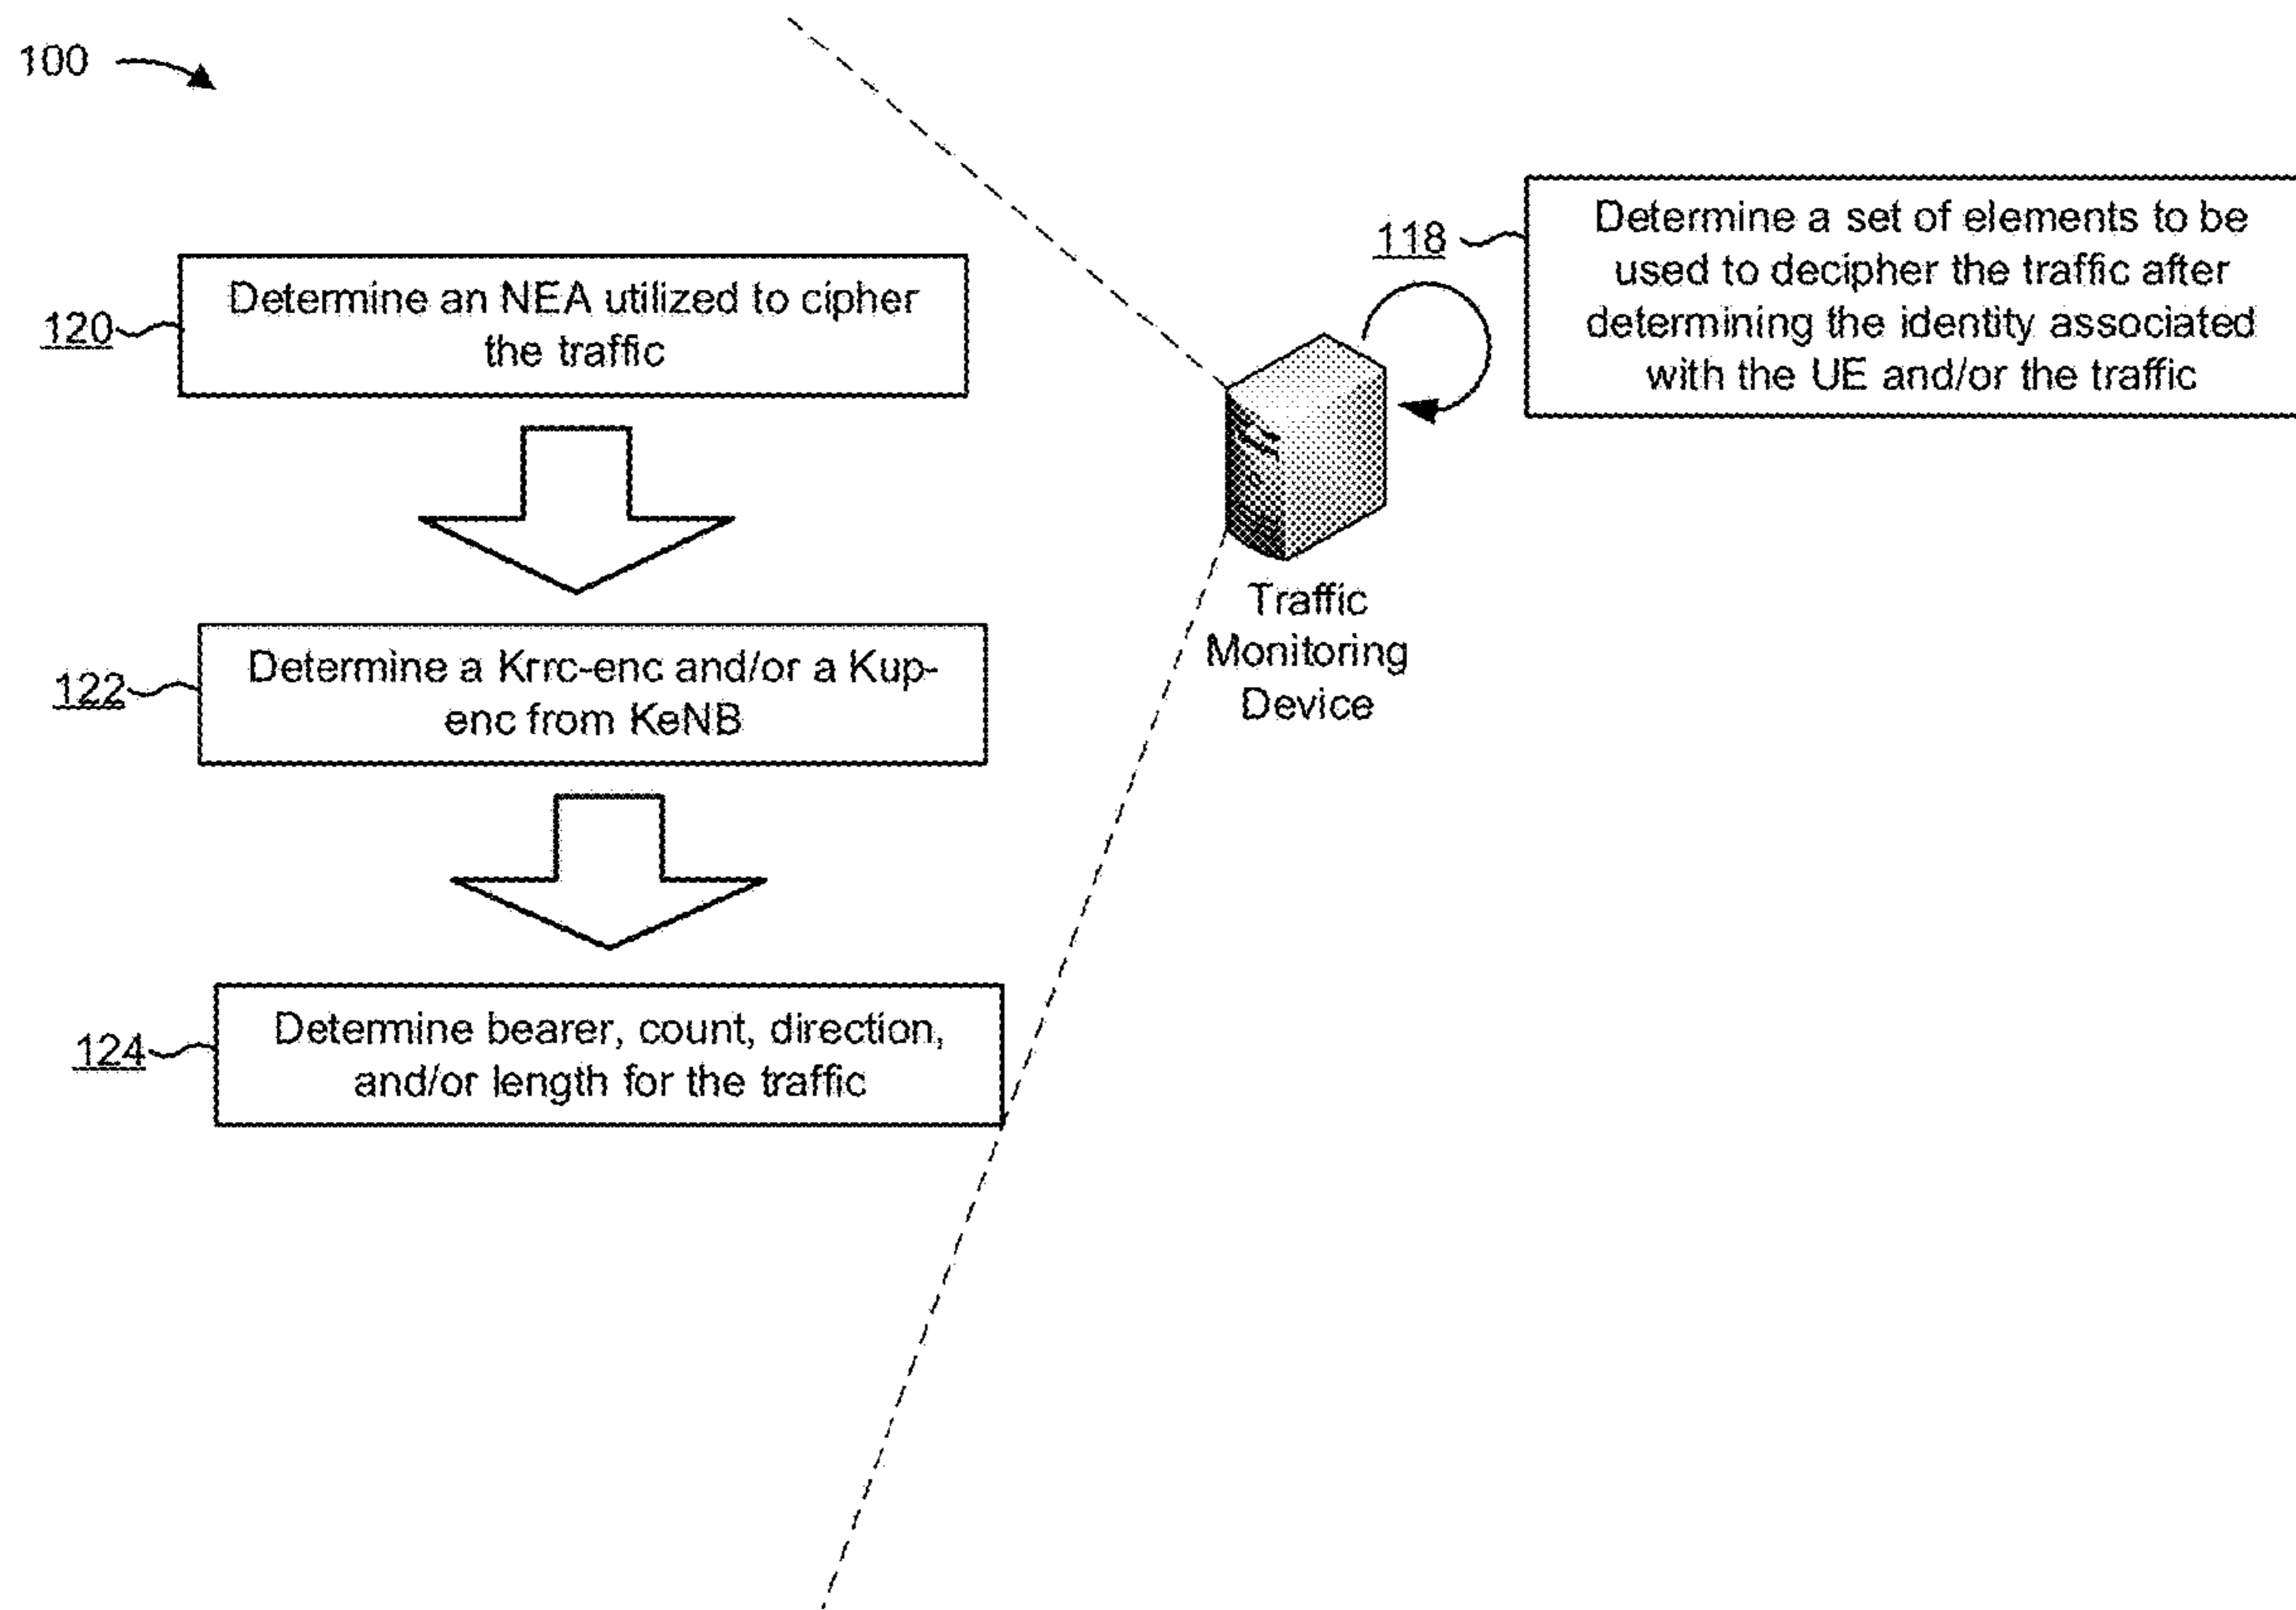 100
120
Determine an NEA utilized to cipher
the traffic
122
Determine a Krrc-enc and/or a Kup-
enc from KeNB
124
Determine bearer, count, direction,
and/or length for the traffic
118
Determine a set of elements to be
used to decipher the traffic after
determining the identity associated
with the UE and/or the traffic
Traffic
Monitoring
Device